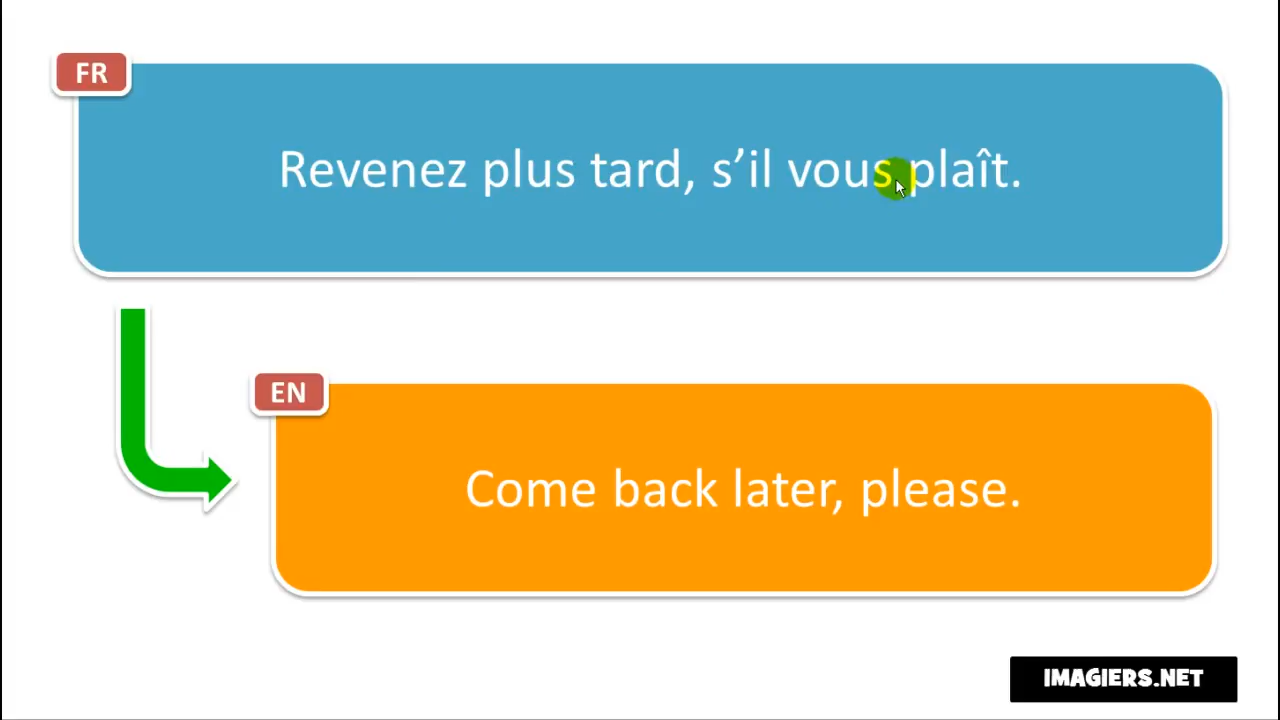 FR
Revenez plus tard, s’il vous plaît.
EN
Come back later, please.
IMAGIERS.NET